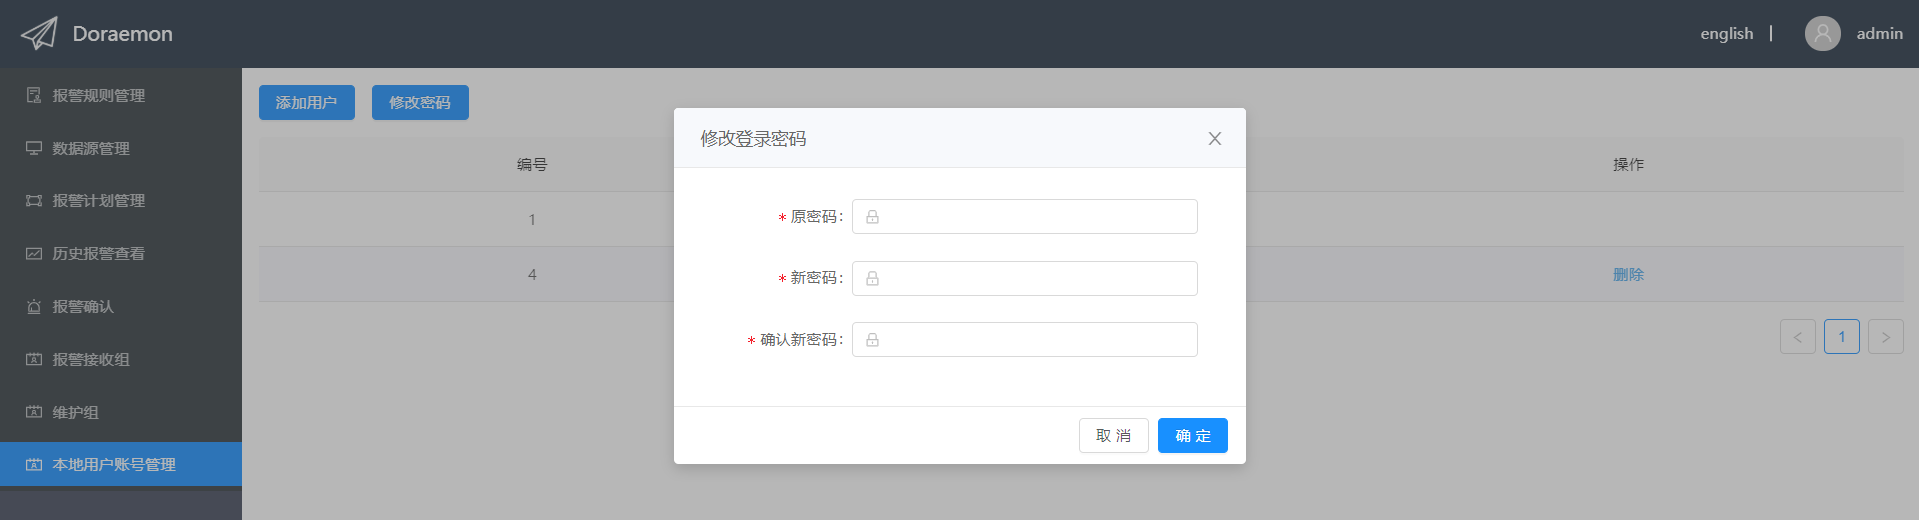 Doraemon
english |
admin
报警规则管理
数据源管理
报警计划管理
历史报警查看
报警确认
报警接收组
维护组
本地用户账号管理
添加用户
修改密码
编号
操作
1
4
删除
< 1 >
修改登录密码
* 原密码:
* 新密码:
* 确认新密码:
取 消
确 定